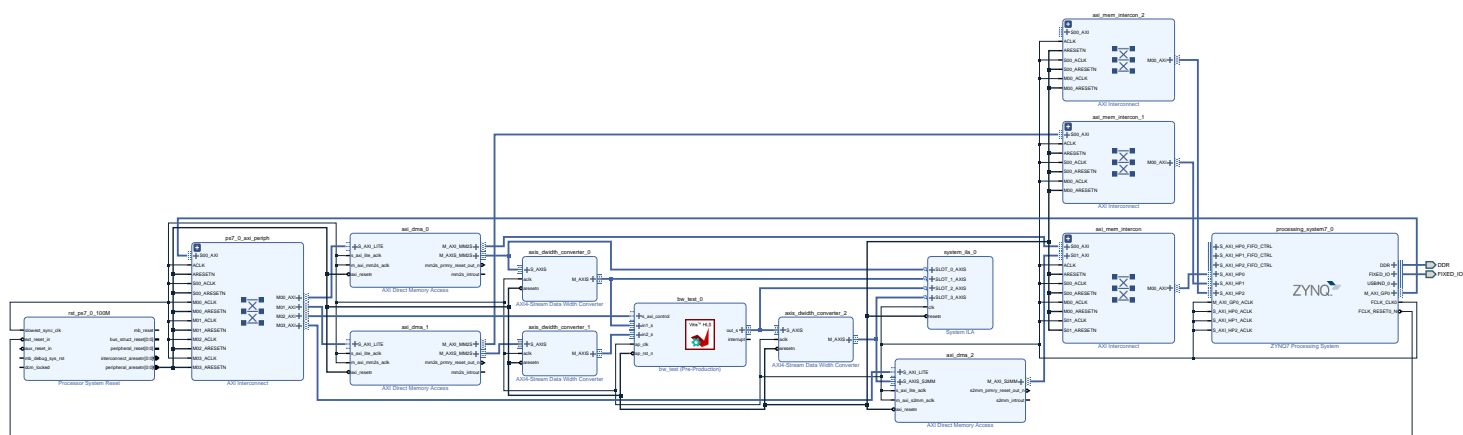 axi_mem_intercon_2
S00_AXI
ACLK
ARESETN
S00_ACLK
S00_ARESETN
M00_ACLK
M00_ARESETN
M00_AXI
AXI Interconnect
axi_mem_intercon_1
S00_AXI
ACLK
ARESETN
S00_ACLK
S00_ARESETN
M00_ACLK
M00_ARESETN
M00_AXI
AXI Interconnect
rst_ps7_0_100M
slowest_sync_clk
ext_reset_in
aux_reset_in
mb_debug_sys_rst
dcm_locked
mb_reset
bus_struct_reset[0:0]
peripheral_reset[0:0]
interconnect_aresetn[0:0]
peripheral_aresetn[0:0]
Processor System Reset
ps7_0_axi_periph
S00_AXI
ACLK
ARESETN
S00_ACLK
S00_ARESETN
M00_ACLK
M00_ARESETN
M01_ACLK
M01_ARESETN
M02_ACLK
M02_ARESETN
M03_ACLK
M03_ARESETN
M00_AXI
M01_AXI
M02_AXI
M03_AXI
AXI Interconnect
axi_dma_0
S_AXI_LITE
s_axi_lite_aclk
m_axi_mm2s_aclk
axi_resetn
M_AXI_MM2S
M_AXIS_MM2S
mm2s_prmry_reset_out_n
mm2s_introut
AXI Direct Memory Access
axi_dma_1
S_AXI_LITE
s_axi_lite_aclk
m_axi_mm2s_aclk
axi_resetn
M_AXI_MM2S
M_AXIS_MM2S
mm2s_prmry_reset_out_n
mm2s_introut
AXI Direct Memory Access
axis_dwidth_converter_0
S_AXIS
aclk
aresetn
M_AXIS
AXI4-Stream Data Width Converter
axis_dwidth_converter_1
S_AXIS
aclk
aresetn
M_AXIS
AXI4-Stream Data Width Converter
bw_test_0
s_axi_control
in1_s
in2_s
ap_clk
ap_rst_n
Vitis™ HLS
out_s
interrupt
bw_test (Pre-Production)
axis_dwidth_converter_2
S_AXIS
aclk
aresetn
M_AXIS
AXI4-Stream Data Width Converter
system_ila_0
SLOT_0_AXIS
SLOT_1_AXIS
SLOT_2_AXIS
SLOT_3_AXIS
clk
resetn
System ILA
axi_dma_2
S_AXI_LITE
S_AXIS_S2MM
s_axi_lite_aclk
m_axi_s2mm_aclk
axi_resetn
M_AXI_S2MM
s2mm_prmry_reset_out_n
s2mm_introut
AXI Direct Memory Access
axi_mem_intercon
S00_AXI
S01_AXI
ACLK
ARESETN
S00_ACLK
S00_ARESETN
M00_ACLK
M00_ARESETN
S01_ACLK
S01_ARESETN
M00_AXI
AXI Interconnect
processing_system7_0
S_AXI_HP0_FIFO_CTRL
S_AXI_HP1_FIFO_CTRL
S_AXI_HP2_FIFO_CTRL
S_AXI_HP0
S_AXI_HP1
S_AXI_HP2
M_AXI_GP0_ACLK
S_AXI_HP0_ACLK
S_AXI_HP1_ACLK
S_AXI_HP2_ACLK
ZYNQ
DDR
FIXED_IO
USBIND_0
M_AXI_GP0
FCLK_CLK0
FCLK_RESET0_N
ZYNQ7 Processing System
DDR
FIXED_IO